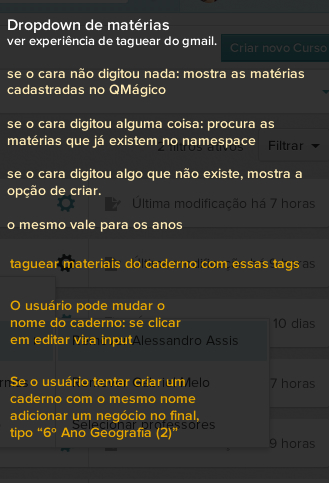 Dropdown de matérias
ver experiência de taguear do gmail.
Criar novo Curso
se o cara não digitou nada: mostra as matérias
cadastradas no QMágico
se o cara digitou alguma coisa: procura as
matérias que já existem no namespace
2 filtros ativos
Filtrar
se o cara digitou algo que não existe, mostra a
opção de criar.
Última modificação há 7 horas
o mesmo vale para os anos
taguear materiais do caderno com essas tags
O usuário pode mudar o
nome do caderno: se clicar
em editar vira input
10 dias
Alessandro Assis
Se o usuário tentar criar um
caderno com o mesmo nome
adicionar um negócio no final,
tipo “6º Ano Geografia (2)”
Melo
7 horas
Selecionar professores
9 horas